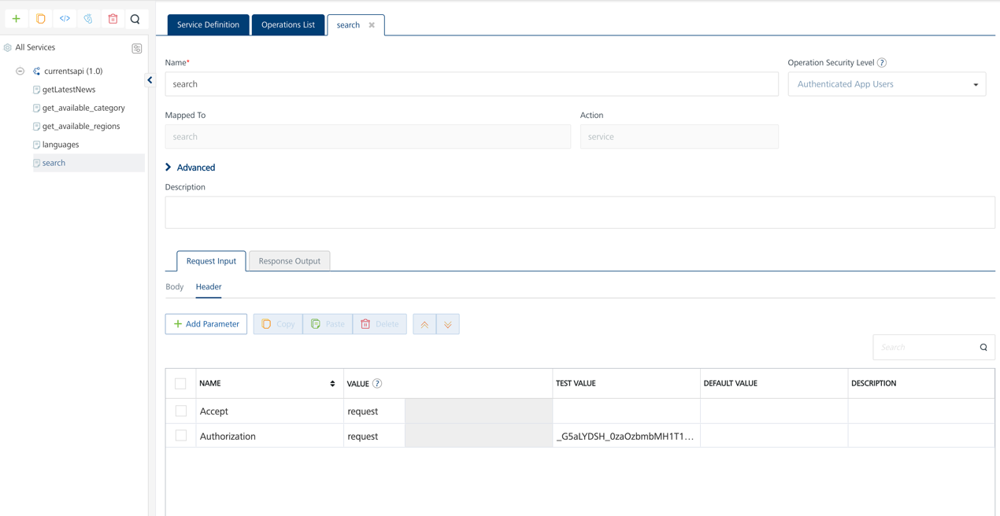 Service Definition
Operations List
search
All Services
currentsapi (1.0)
getLatestNews
get_available_category
get_available_regions
languages
search
Name*
Operation Security Level ?
search
Authenticated App Users
Mapped To
Action
search
service
Advanced
Description
Request Input
Response Output
Body
Header
Add Parameter
Copy
Paste
Delete
Search
NAME
VALUE ?
TEST VALUE
DEFAULT VALUE
DESCRIPTION
Accept
request
Authorization
request
_G5aLYDSH_0zaOzbmbMH1T1...